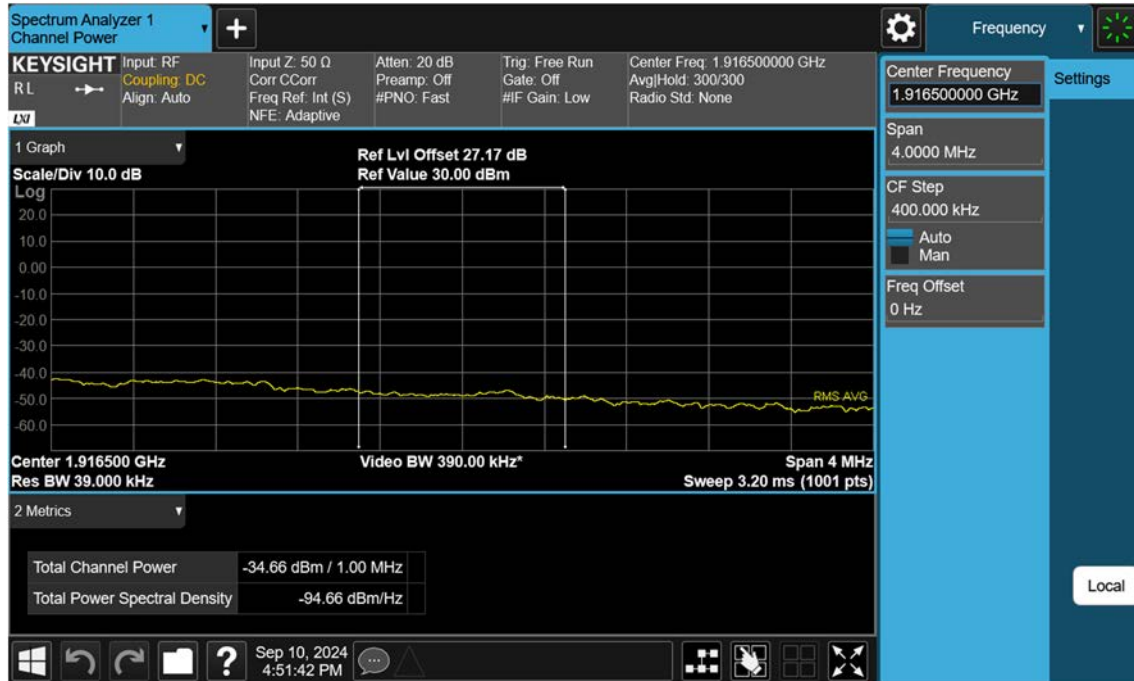 Spectrum Analyzer 1
Channel Power
+
Frequency
KEYSIGHT
R L
LXI
Input: RF
Coupling: DC
Align: Auto
Input Z: 50 Ω
Corr CCorr
Freq Ref: Int (S)
NFE: Adaptive
Atten: 20 dB
Preamp: Off
#PNO: Fast
Trig: Free Run
Gate: Off
#IF Gain: Low
Center Freq: 1.916500000 GHz
Avg|Hold: 300/300
Radio Std: None
Center Frequency
1.916500000 GHz
Settings
Span
4.0000 MHz
CF Step
400.000 kHz
Auto
Man
Freq Offset
0 Hz
1 Graph
Scale/Div 10.0 dB
Ref Lvl Offset 27.17 dB
Ref Value 30.00 dBm
Log
20.0
10.0
0.00
-10.0
-20.0
-30.0
-40.0
-50.0
-60.0
RMS AVG
Center 1.916500 GHz
Video BW 390.00 kHz*
Span 4 MHz
Res BW 39.000 kHz
Sweep 3.20 ms (1001 pts)
2 Metrics
Total Channel Power -34.66 dBm / 1.00 MHz
Total Power Spectral Density -94.66 dBm/Hz
Local
?
Sep 10, 2024
4:51:42 PM